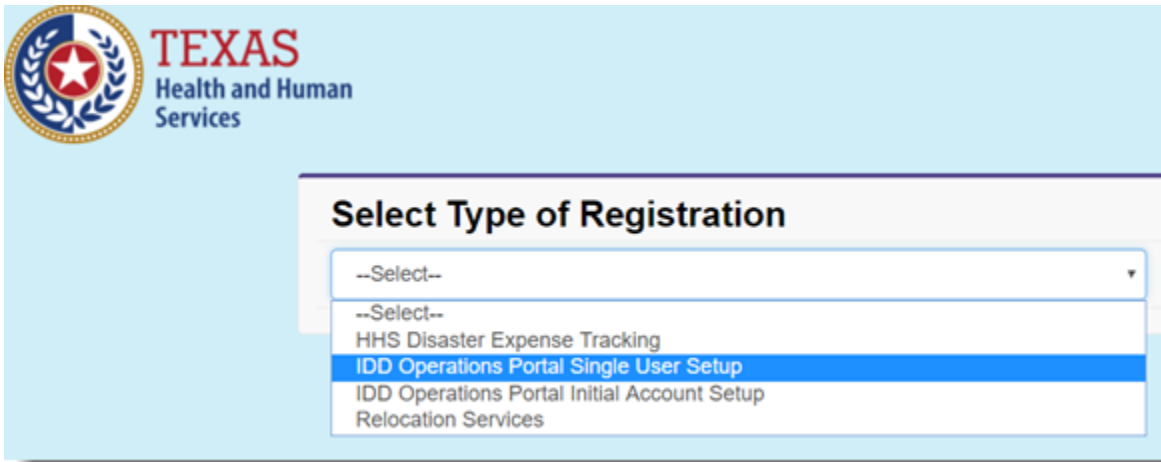 TEXAS
Health and Human
Services
Select Type of Registration
--Select--
--Select--
HHS Disaster Expense Tracking
IDD Operations Portal Single User Setup
IDD Operations Portal Initial Account Setup
Relocation Services